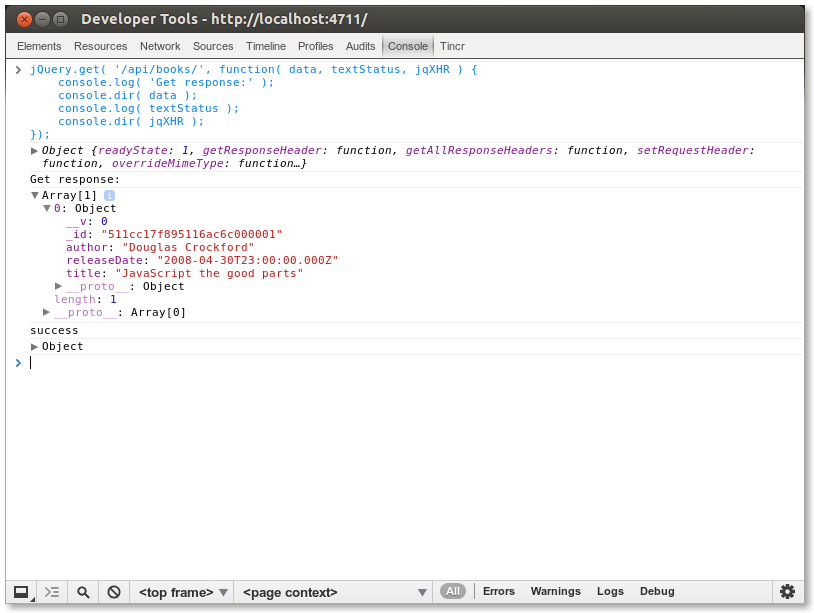 Developer Tools - http://localhost:4711/
Elements Resources Network Sources Timeline Profiles Audits Console Tincr
jQuery.get( '/api/books/', function( data, textStatus, jqXHR ) {
console.log( 'Get response:' );
console.dir( data );
console.log( textStatus );
console.dir( jqXHR );
});
Object {readyState: 1, getResponseHeader: function, getAllResponseHeaders: function, setRequestHeader:
function, overrideMimeType: function…}
Get response:
Array[1] i
0: Object
__v: 0
_id: "511cc17f895116ac6c000001"
author: "Douglas Crockford"
releaseDate: "2008-04-30T23:00:00.000Z"
title: "JavaScript the good parts"
__proto__: Object
length: 1
__proto__: Array[0]
success
Object
<top frame> <page context> All Errors Warnings Logs Debug